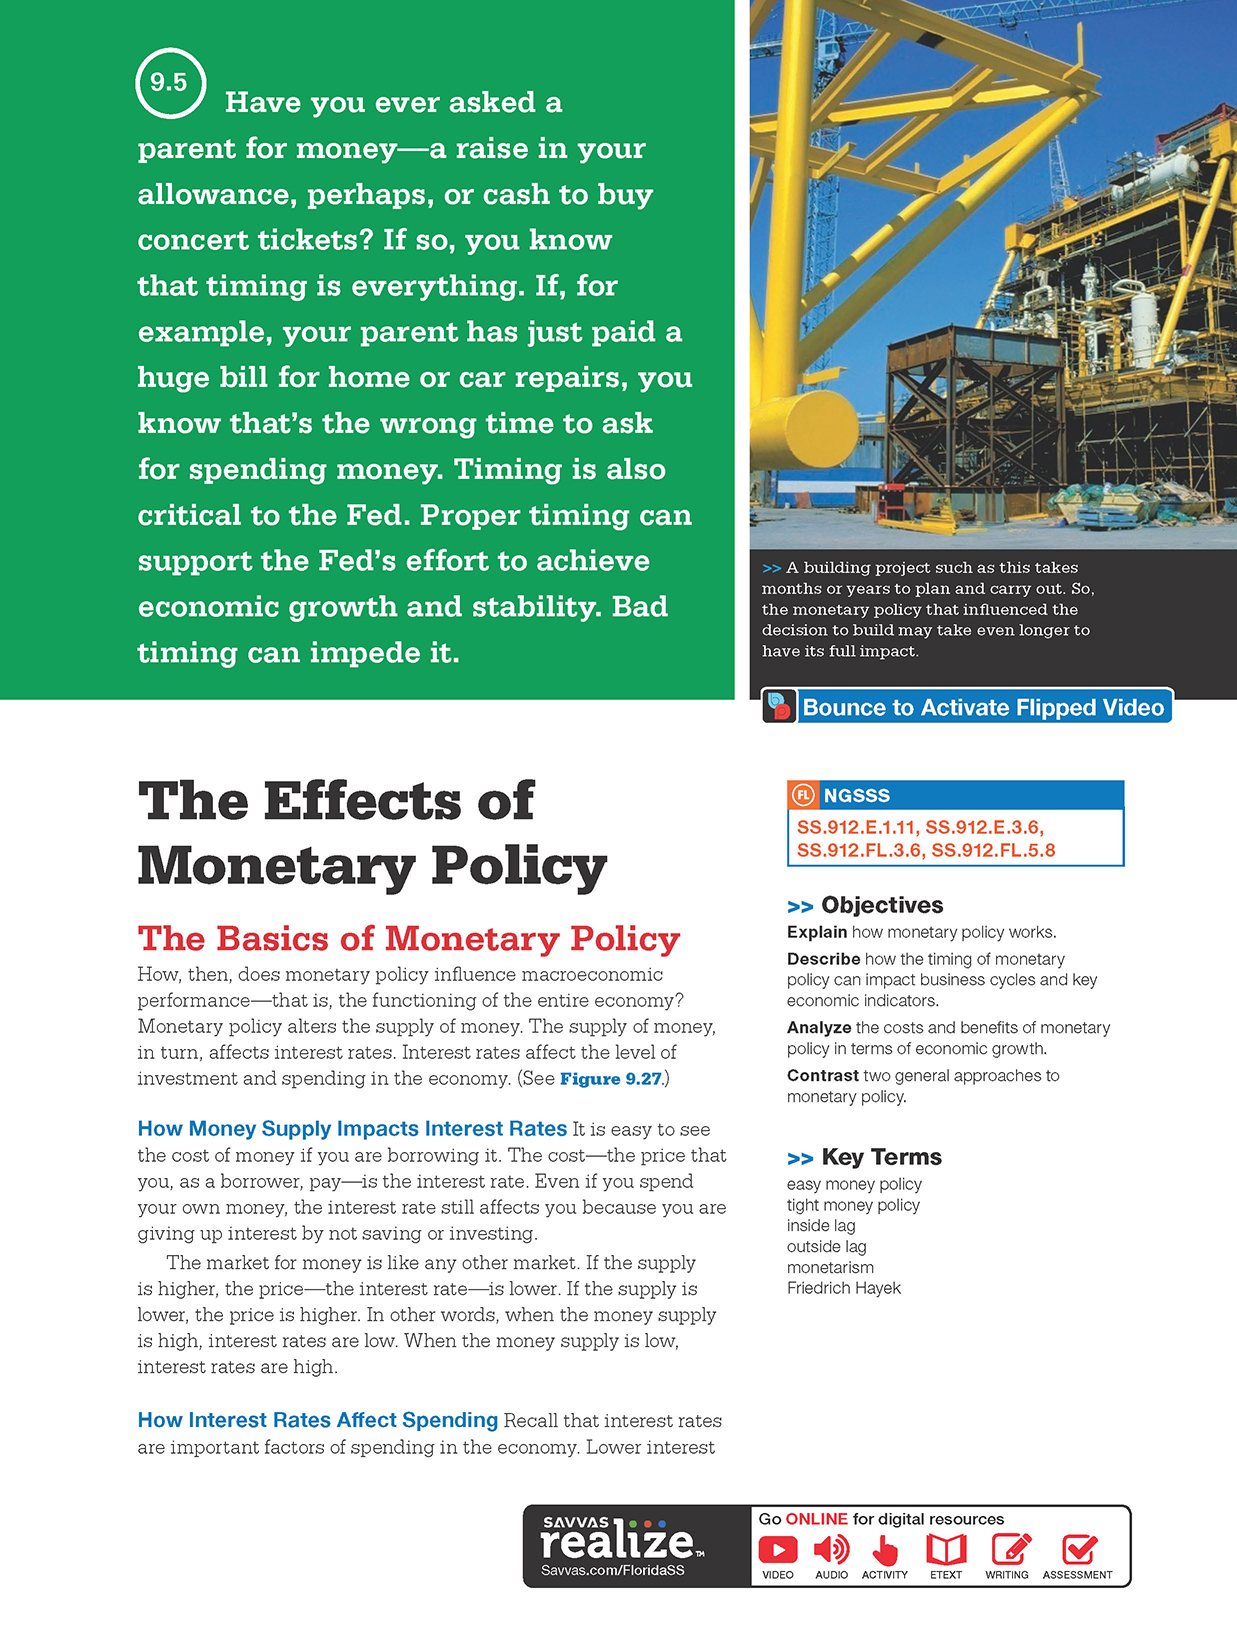 9.5
Have you ever asked a
parent for money—a raise in your
allowance, perhaps, or cash to buy
concert tickets? If so, you know
that timing is everything. If, for
example, your parent has just paid a
huge bill for home or car repairs, you
know that's the wrong time to ask
for spending money. Timing is also
critical to the Fed. Proper timing can
support the Fed's effort to achieve
economic growth and stability. Bad
timing can impede it.
>> A building project such as this takes
months or years to plan and carry out. So,
the monetary policy that influenced the
decision to build may take even longer to
have its full impact.
Bounce to Activate Flipped Video
The Effects of
Monetary Policy
The Basics of Monetary Policy
How, then, does monetary policy influence macroeconomic
performance—that is, the functioning of the entire economy?
Monetary policy alters the supply of money. The supply of money,
in turn, affects interest rates. Interest rates affect the level of
investment and spending in the economy. (See Figure 9.27.)
How Money Supply Impacts Interest Rates It is easy to see
the cost of money if you are borrowing it. The cost—the price that
you, as a borrower, pay—is the interest rate. Even if you spend
your own money, the interest rate still affects you because you are
giving up interest by not saving or investing.
The market for money is like any other market. If the supply
is higher, the price—the interest rate—is lower. If the supply is
lower, the price is higher. In other words, when the money supply
is high, interest rates are low. When the money supply is low,
interest rates are high.
How Interest Rates Affect Spending Recall that interest rates
are important factors of spending in the economy. Lower interest
FL NGSSS
SS.912.E.1.11, SS.912.E.3.6,
SS.912.FL.3.6, SS.912.FL.5.8
>> Objectives
Explain how monetary policy works.
Describe how the timing of monetary
policy can impact business cycles and key
economic indicators.
Analyze the costs and benefits of monetary
policy in terms of economic growth.
Contrast two general approaches to
monetary policy.
>> Key Terms
easy money policy
tight money policy
inside lag
outside lag
monetarism
Friedrich Hayek
SAVVAS
realize™
Savvas.com/FloridaSS
Go ONLINE for digital resources
VIDEO AUDIO ACTIVITY ETEXT WRITING ASSESSMENT